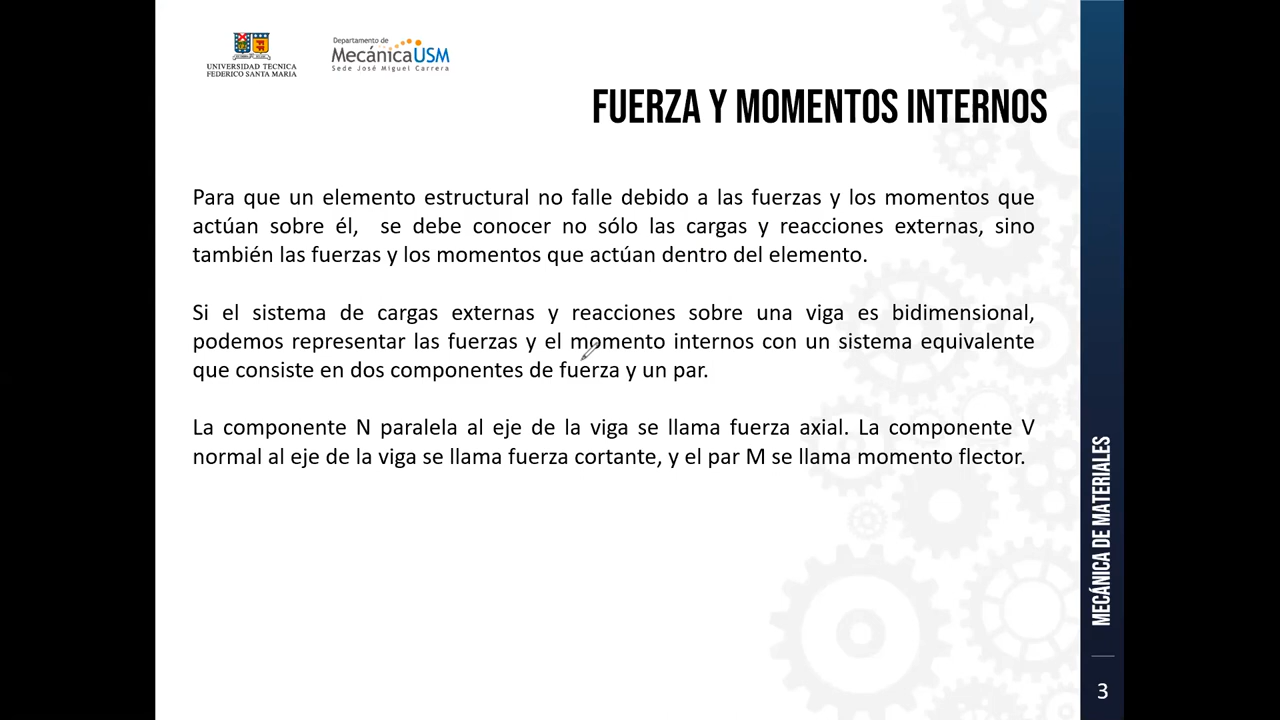 UNIVERSIDAD TECNICA
FEDERICO SANTA MARIA
Departamento de
MecánicaUSM
Sede José Miguel Carrera
FUERZA Y MOMENTOS INTERNOS
Para que un elemento estructural no falle debido a las fuerzas y los momentos que
actúan sobre él, se debe conocer no sólo las cargas y reacciones externas, sino
también las fuerzas y los momentos que actúan dentro del elemento.
Si el sistema de cargas externas y reacciones sobre una viga es bidimensional,
podemos representar las fuerzas y el momento internos con un sistema equivalente
que consiste en dos componentes de fuerza y un par.
La componente N paralela al eje de la viga se llama fuerza axial. La componente V
normal al eje de la viga se llama fuerza cortante, y el par M se llama momento flector.
MECÁNICA DE MATERIALES
3